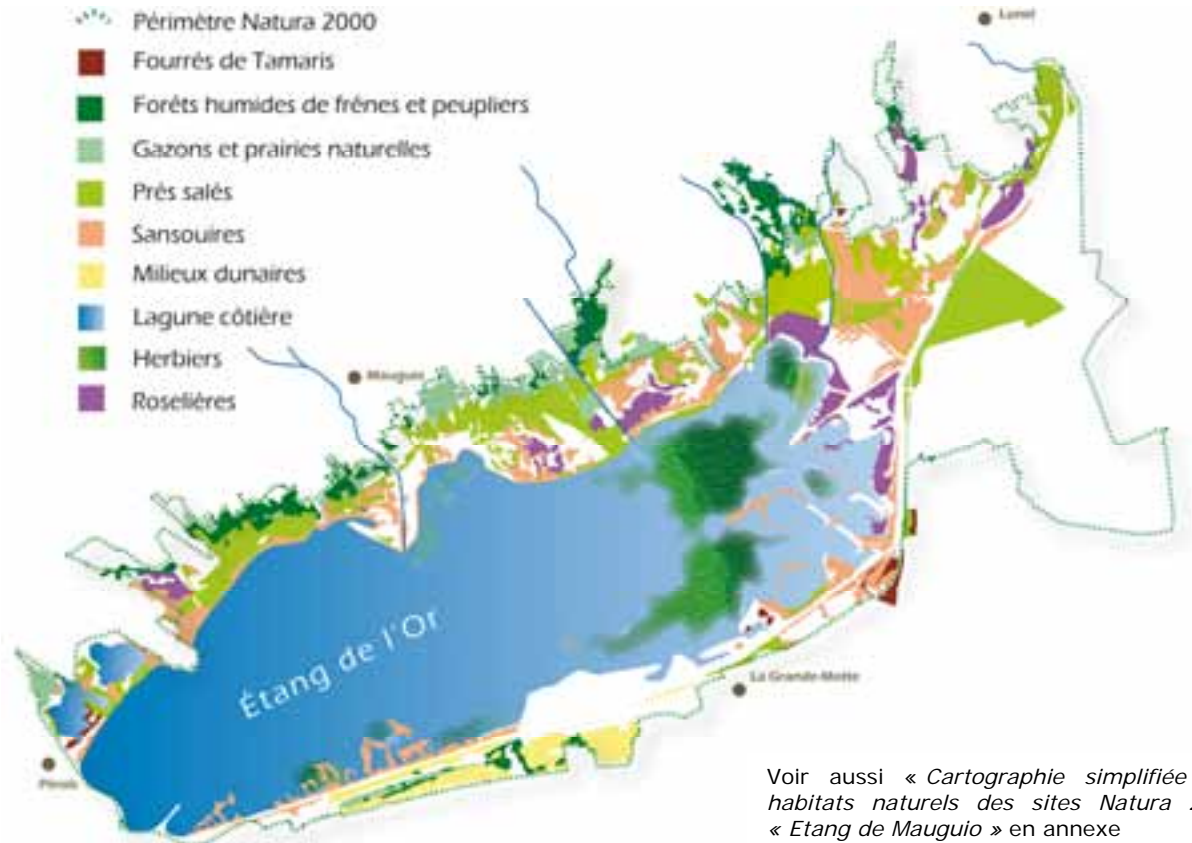 Périmètre Natura 2000
Fourrés de Tamaris
Forêts humides de frênes et peupliers
Gazons et prairies naturelles
Prés salés
Sansouires
Milieux dunaires
Lagune côtière
Herbiers
Roselières
Lunel
Mauguio
Étang de l'Or
La Grande-Motte
Pérols
Voir aussi « Cartographie simplifiée
habitats naturels des sites Natura
« Etang de Mauguio » en annexe